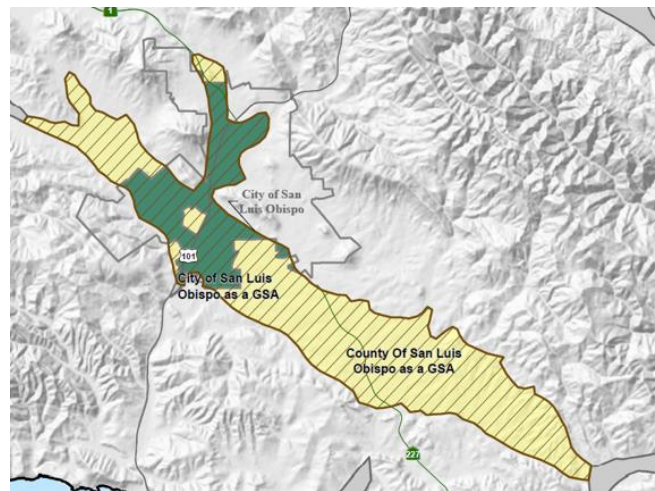 1
City of San
Luis Obispo
101
City of San Luis
Obispo as a GSA
County Of San Luis
Obispo as a GSA
227